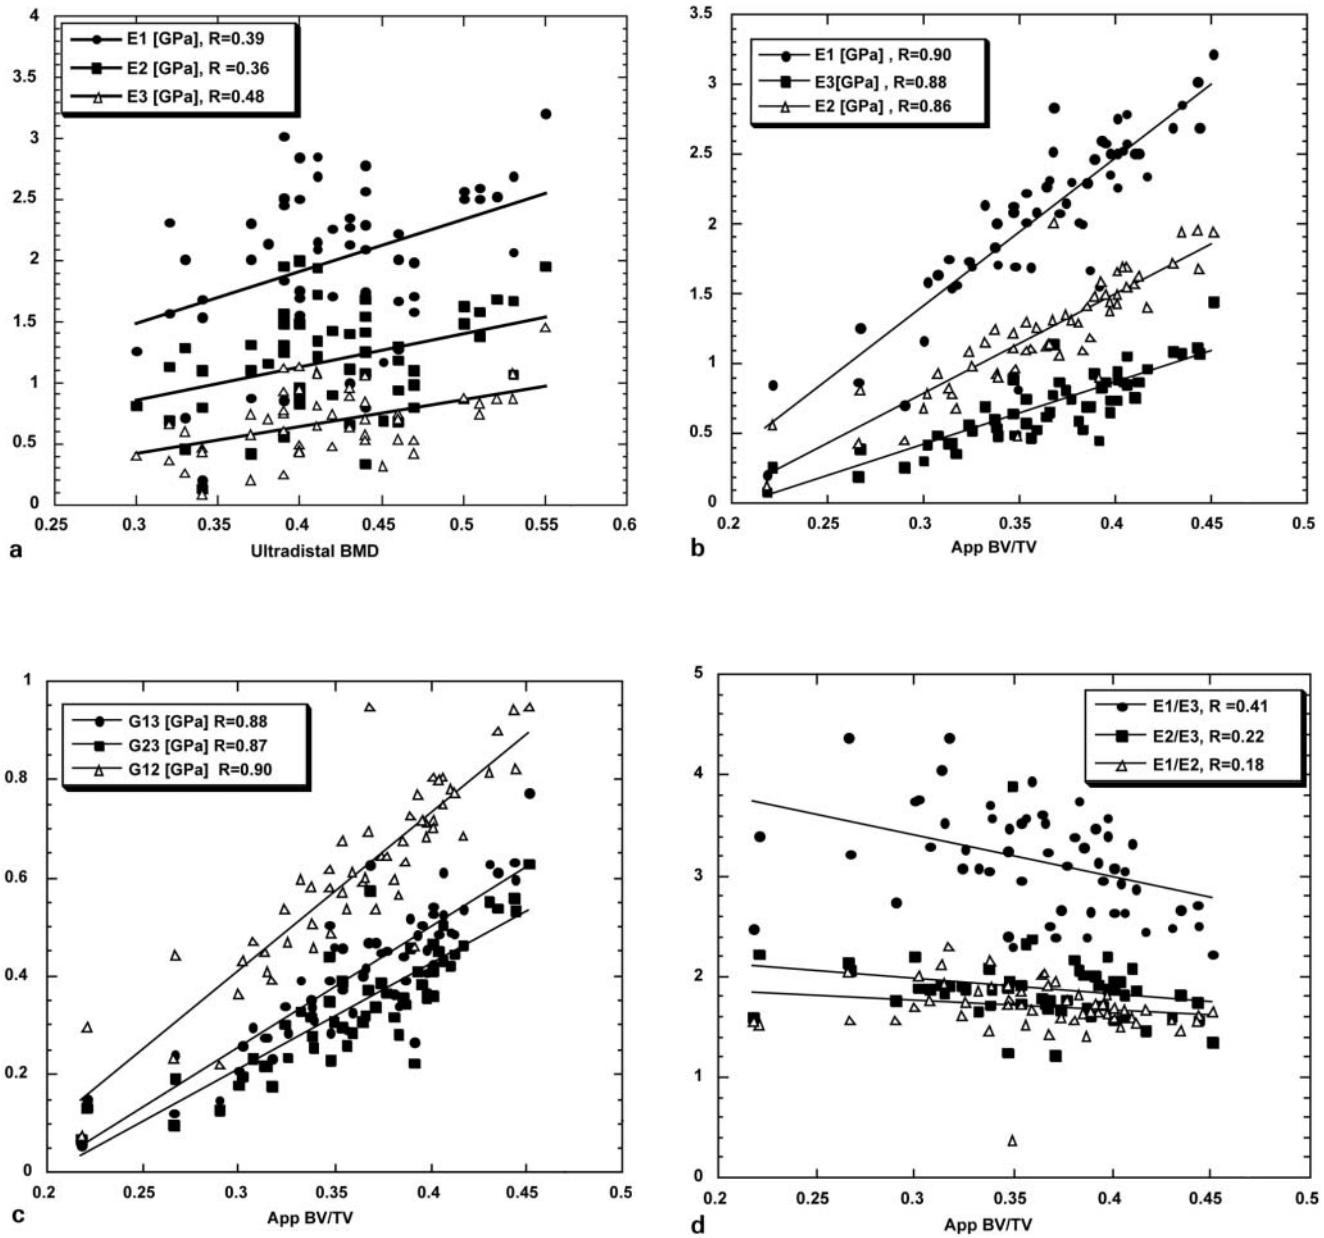 4
3.5
3
2.5
2
1.5
1
0.5
0
E1 [GPa], R=0.39
E2 [GPa], R =0.36
E3 [GPa], R=0.48
0.25 0.3 0.35 0.4 0.45 0.5 0.55 0.6
Ultradistal BMD
a
3.5
3
2.5
2
1.5
1
0.5
0
E1 [GPa] , R=0.90
E3[GPa] , R=0.88
E2 [GPa] , R=0.86
0.2 0.25 0.3 0.35 0.4 0.45 0.5
App BV/TV
b
1
0.8
0.6
0.4
0.2
0
G13 [GPa] R=0.88
G23 [GPa] R=0.87
G12 [GPa] R=0.90
0.2 0.25 0.3 0.35 0.4 0.45 0.5
App BV/TV
c
5
4
3
2
1
0
E1/E3, R =0.41
E2/E3, R=0.22
E1/E2, R=0.18
0.2 0.25 0.3 0.35 0.4 0.45 0.5
App BV/TV
d